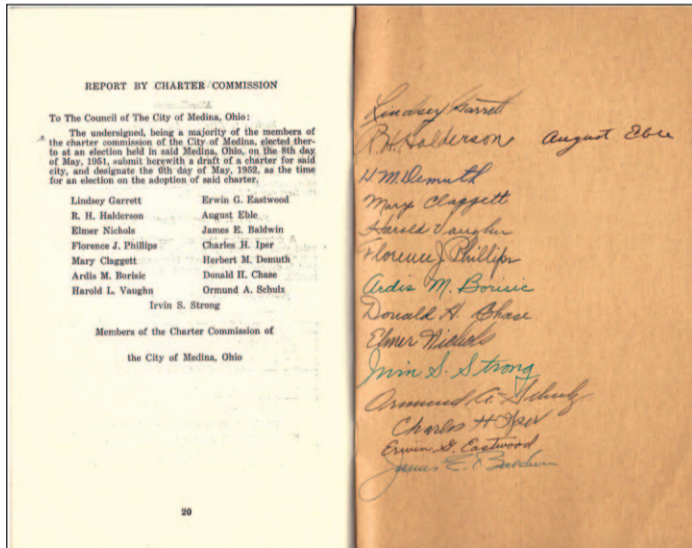 REPORT BY CHARTER COMMISSION
To The Council of The City of Medina, Ohio:
The undersigned, being a majority of the members of
the charter commission of the City of Medina, elected ther-
to at an election held in said Medina, Ohio, on the 8th day
of May, 1951, submit herewith a draft of a charter for said
city, and designate the 6th day of May, 1952, as the time
for an election on the adoption of said charter.
Lindsey Garrett Erwin G. Eastwood
R. H. Halderson August Eble
Elmer Nichols James E. Baldwin
Florence J. Phillips Charles H. Iper
Mary Claggett Herbert M. Demuth
Ardis M. Borisic Donald H. Chase
Harold L. Vaughn Ormund A. Schulz
Irvin S. Strong
Members of the Charter Commission of
the City of Medina, Ohio
20
Lindsey Garrett
R. H. Halderson August Eble
H M. Demuth
Mary Claggett
Harold Vaughn
Florence J Phillips
Ardis M. Borisic
Donald H. Chase
Elmer Nichols
Irvin S. Strong
Ormund A. Schulz
Charles H Iper
Erwin G. Eastwood
James E. Baldwin